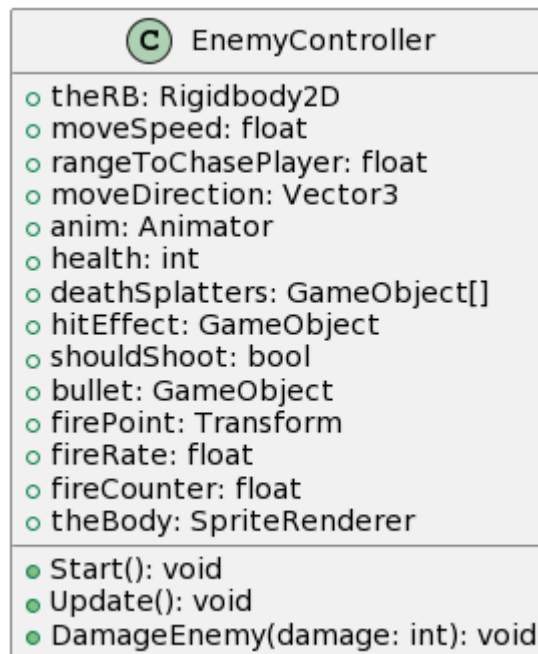 C EnemyController
theRB: Rigidbody2D
moveSpeed: float
rangeToChasePlayer: float
moveDirection: Vector3
anim: Animator
health: int
deathSplatters: GameObject[]
hitEffect: GameObject
shouldShoot: bool
bullet: GameObject
firePoint: Transform
fireRate: float
fireCounter: float
theBody: SpriteRenderer
Start(): void
Update(): void
DamageEnemy(damage: int): void